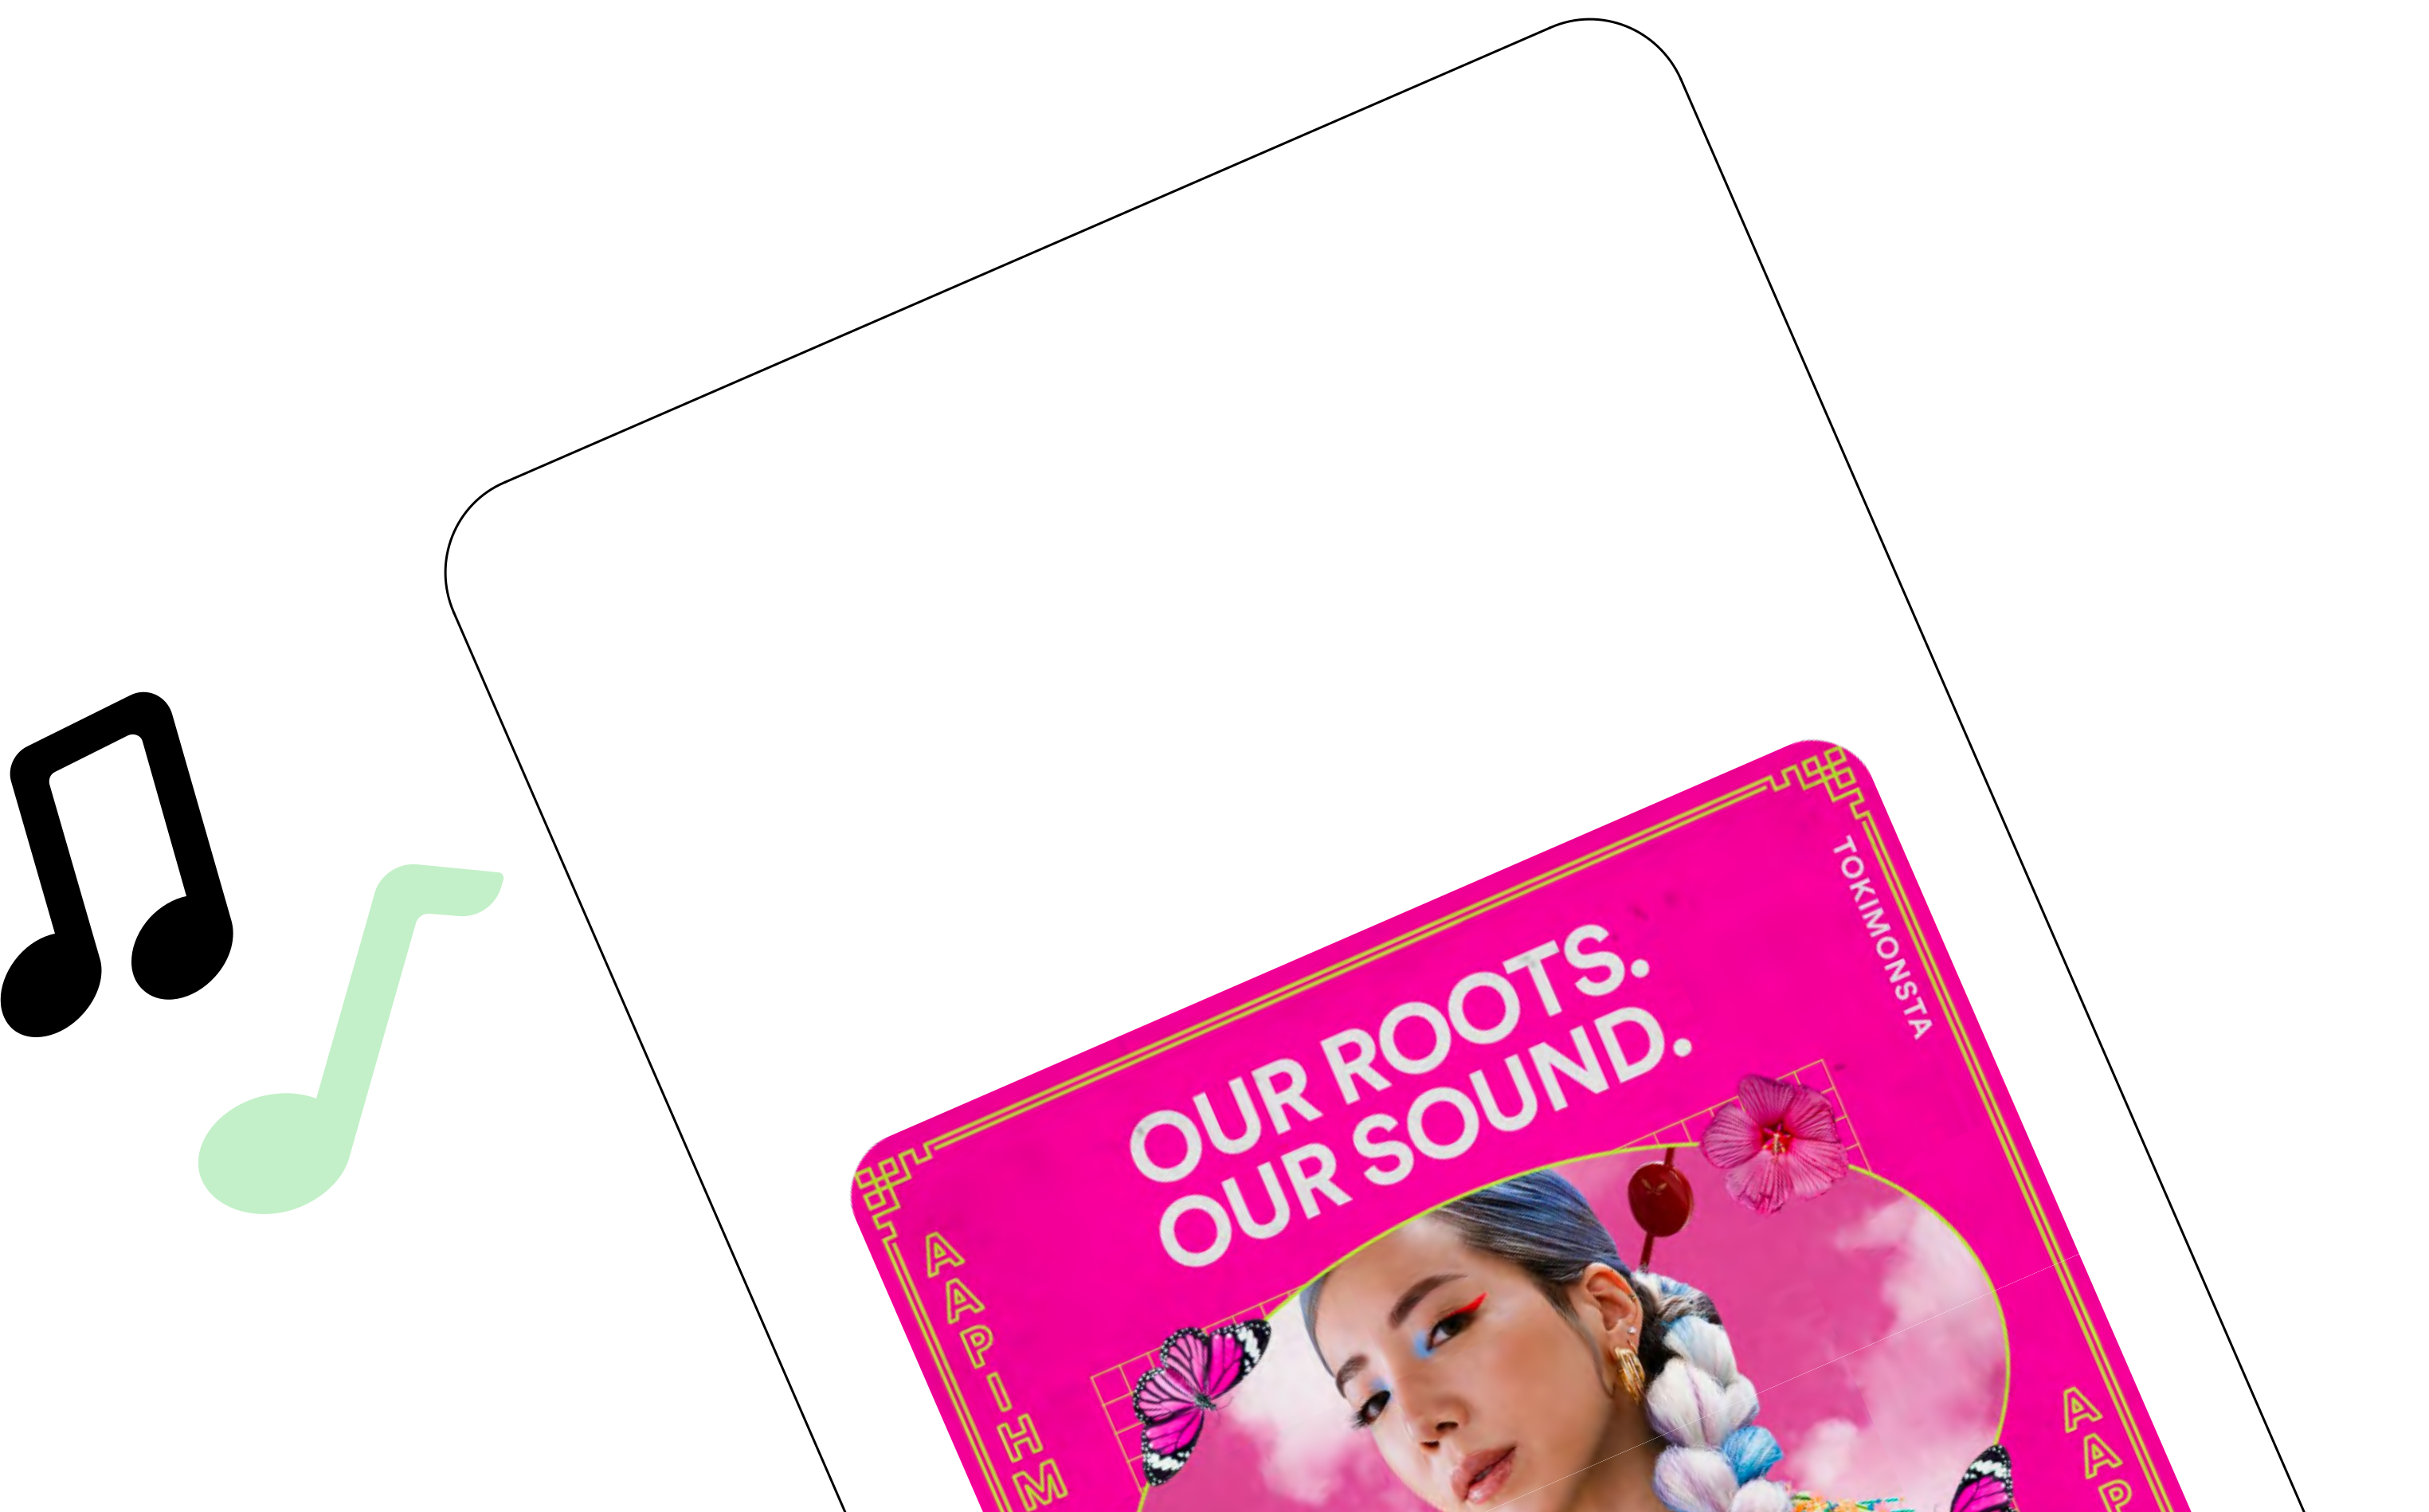 OUR ROOTS.
OUR SOUND.
TOKIMONSTA
AAPIHM
AAP